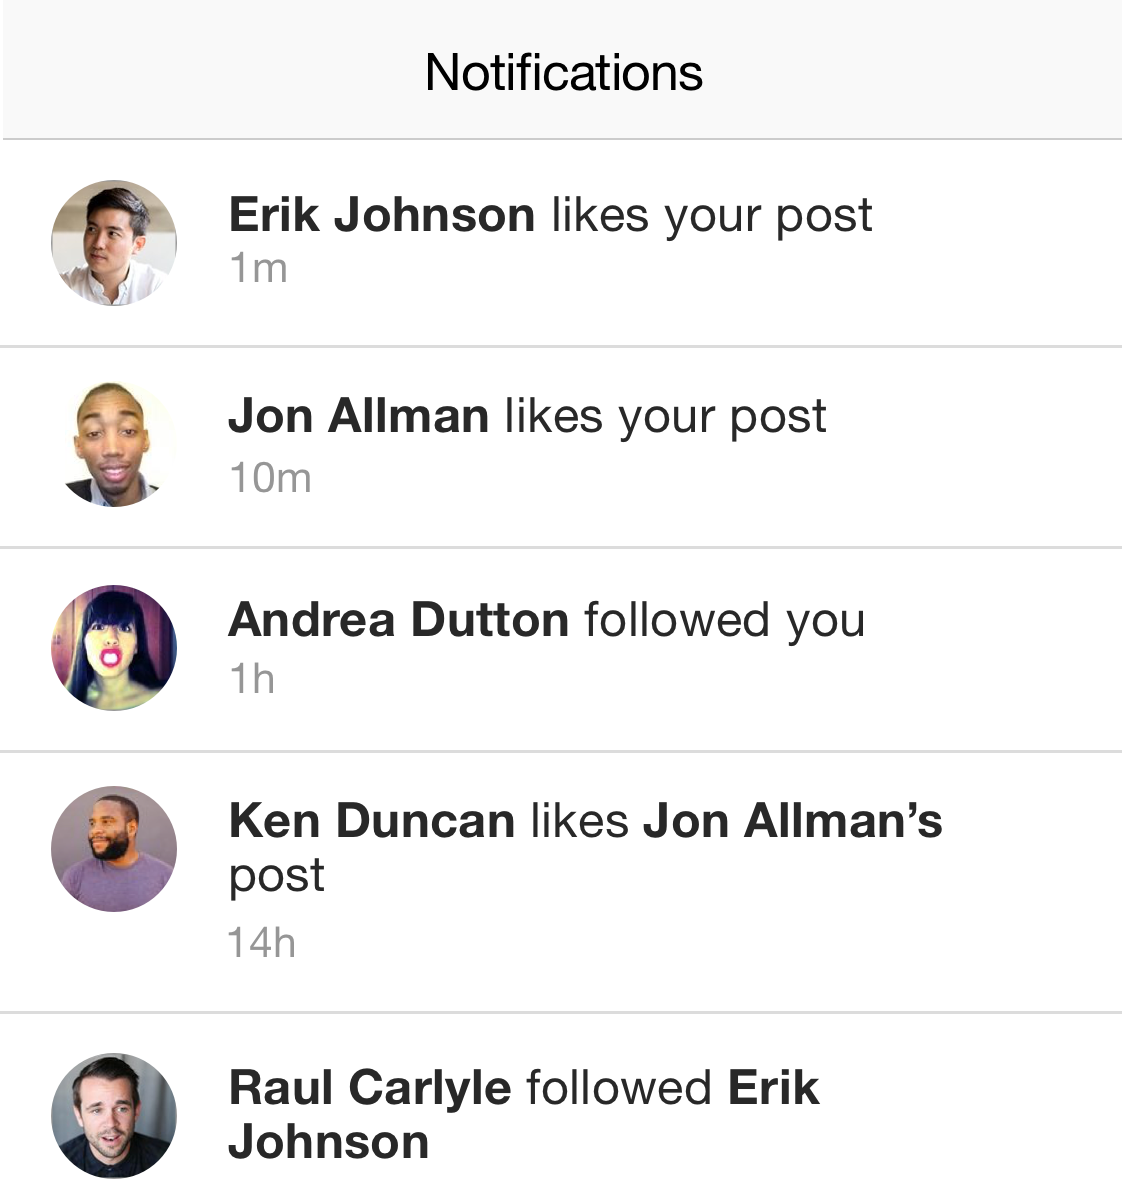 Notifications
Erik Johnson likes your post
1m
Jon Allman likes your post
10m
Andrea Dutton followed you
1h
Ken Duncan likes Jon Allman’s
post
14h
Raul Carlyle followed Erik
Johnson